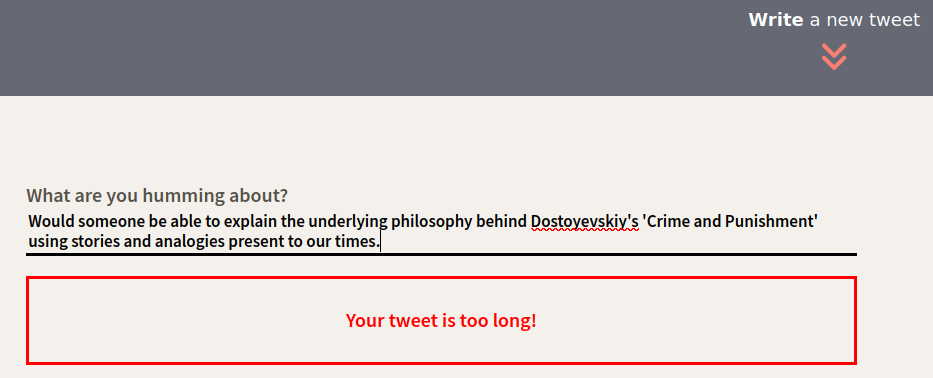 Write a new tweet
What are you humming about?
Would someone be able to explain the underlying philosophy behind Dostoyevskiy's 'Crime and Punishment'
using stories and analogies present to our times.
Your tweet is too long!